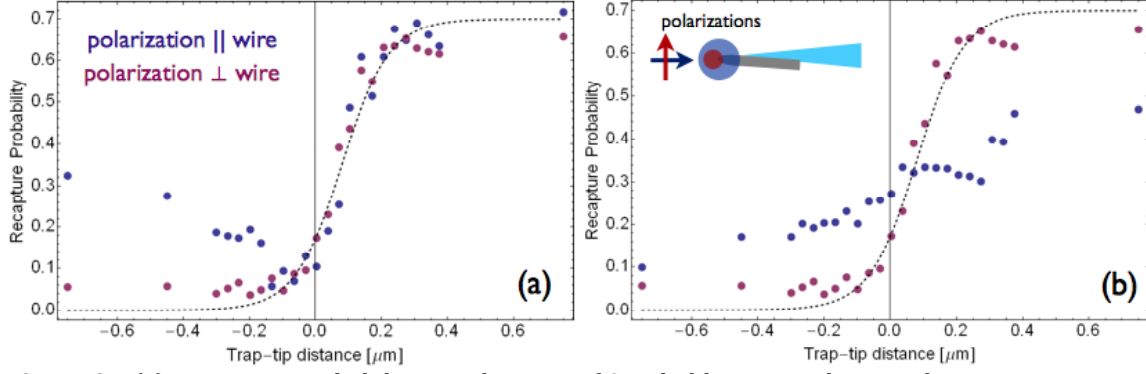 polarization || wire
polarization ⊥ wire
Recapture Probability
0.7
0.6
0.5
0.4
0.3
0.2
0.1
0.0
−0.6 −0.4 −0.2 0.0 0.2 0.4 0.6
Trap−tip distance [μm]
(a)
polarizations
Recapture Probability
0.7
0.6
0.5
0.4
0.3
0.2
0.1
0.0
−0.6 −0.4 −0.2 0.0 0.2 0.4 0.6
Trap−tip distance [μm]
(b)